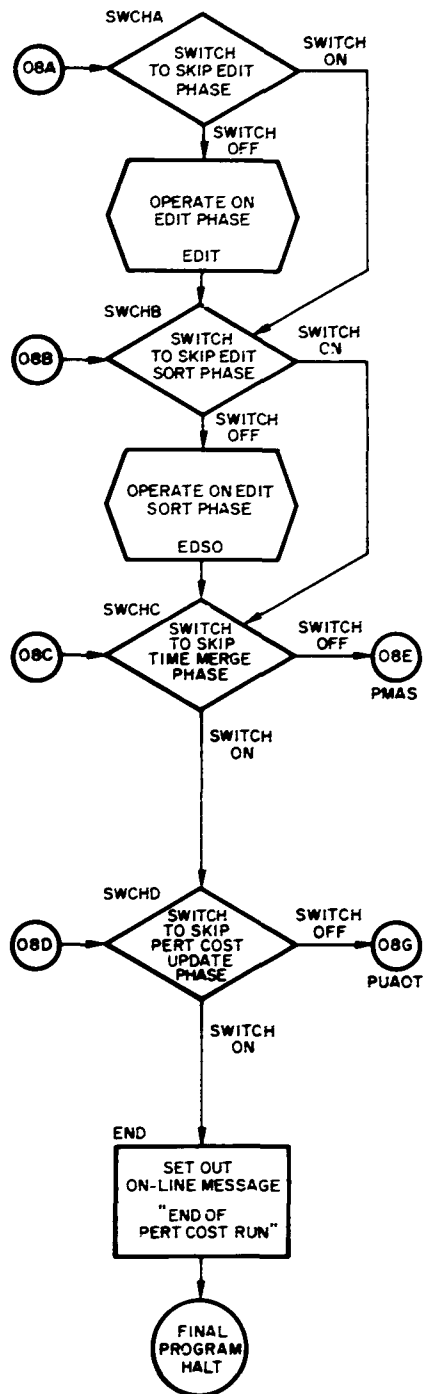 SWCHA
08A
SWITCH
TO SKIP EDIT
PHASE
SWITCH
ON
SWITCH
OFF
OPERATE ON
EDIT PHASE
EDIT
SWCHB
08B
SWITCH
TO SKIP EDIT
SORT PHASE
SWITCH
ON
SWITCH
OFF
OPERATE ON EDIT
SORT PHASE
EDSO
SWCHC
08C
SWITCH
TO SKIP
TIME MERGE
PHASE
SWITCH
OFF
08E
PMAS
SWITCH
ON
SWCHD
08D
SWITCH
TO SKIP
PERT COST
UPDATE
PHASE
SWITCH
OFF
08G
PUAOT
SWITCH
ON
END
SET OUT
ON-LINE MESSAGE
"END OF
PERT COST RUN"
FINAL
PROGRAM
HALT